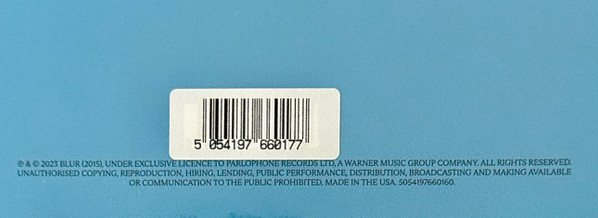 5 054197 660177
℗ & © 2023 BLUR (2015), UNDER EXCLUSIVE LICENCE TO PARLOPHONE RECORDS LTD, A WARNER MUSIC GROUP COMPANY. ALL RIGHTS RESERVED.
UNAUTHORISED COPYING, REPRODUCTION, HIRING, LENDING, PUBLIC PERFORMANCE, DISTRIBUTION, BROADCASTING AND MAKING AVAILABLE
OR COMMUNICATION TO THE PUBLIC PROHIBITED. MADE IN THE USA. 5054197660160.